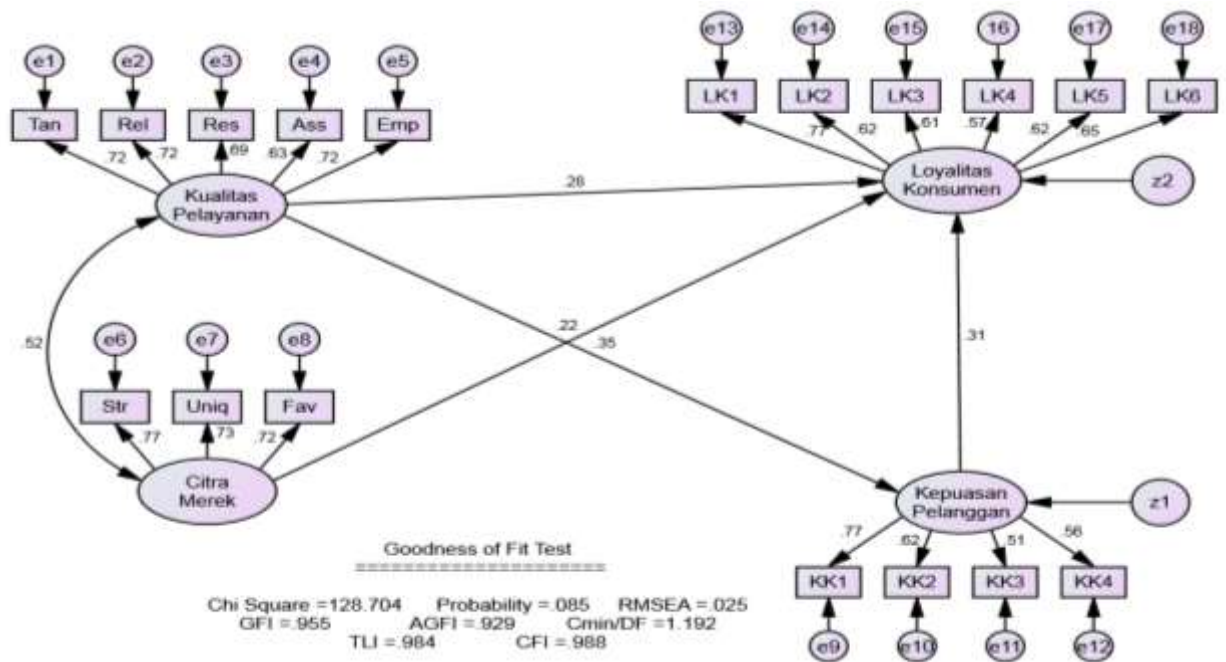 e1 e2 e3 e4 e5
Tan Rel Res Ass Emp
.72 .72 .69 .63 .72
Kualitas
Pelayanan
e13 e14 e15 16 e17 e18
LK1 LK2 LK3 LK4 LK5 LK6
.77 .62 .61 .57 .62 .65
Loyalitas
Konsumen
z2
.28
.52
.22
.35
.31
e6 e7 e8
Str Uniq Fav
.77 .73 .72
Citra
Merek
Kepuasan
Pelanggan
z1
.77 .62 .51 .56
KK1 KK2 KK3 KK4
e9 e10 e11 e12
Goodness of Fit Test
======================
Chi Square =128.704 Probability =.085 RMSEA =.025
GFI =.955 AGFI =.929 Cmin/DF =1.192
TLI =.984 CFI =.988